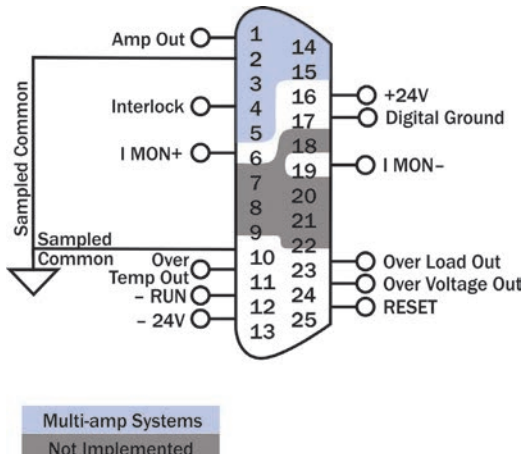 Amp Out
1
14
2
15
3
Interlock
4
16
+24V
5
17
Digital Ground
I MON+
6
18
19
I MON–
7
20
8
21
9
22
Sampled Common
Sampled
Common
10
Over
Temp Out
23
Over Load Out
11
– RUN
24
Over Voltage Out
12
RESET
– 24V
25
13
Multi-amp Systems
Not Implemented